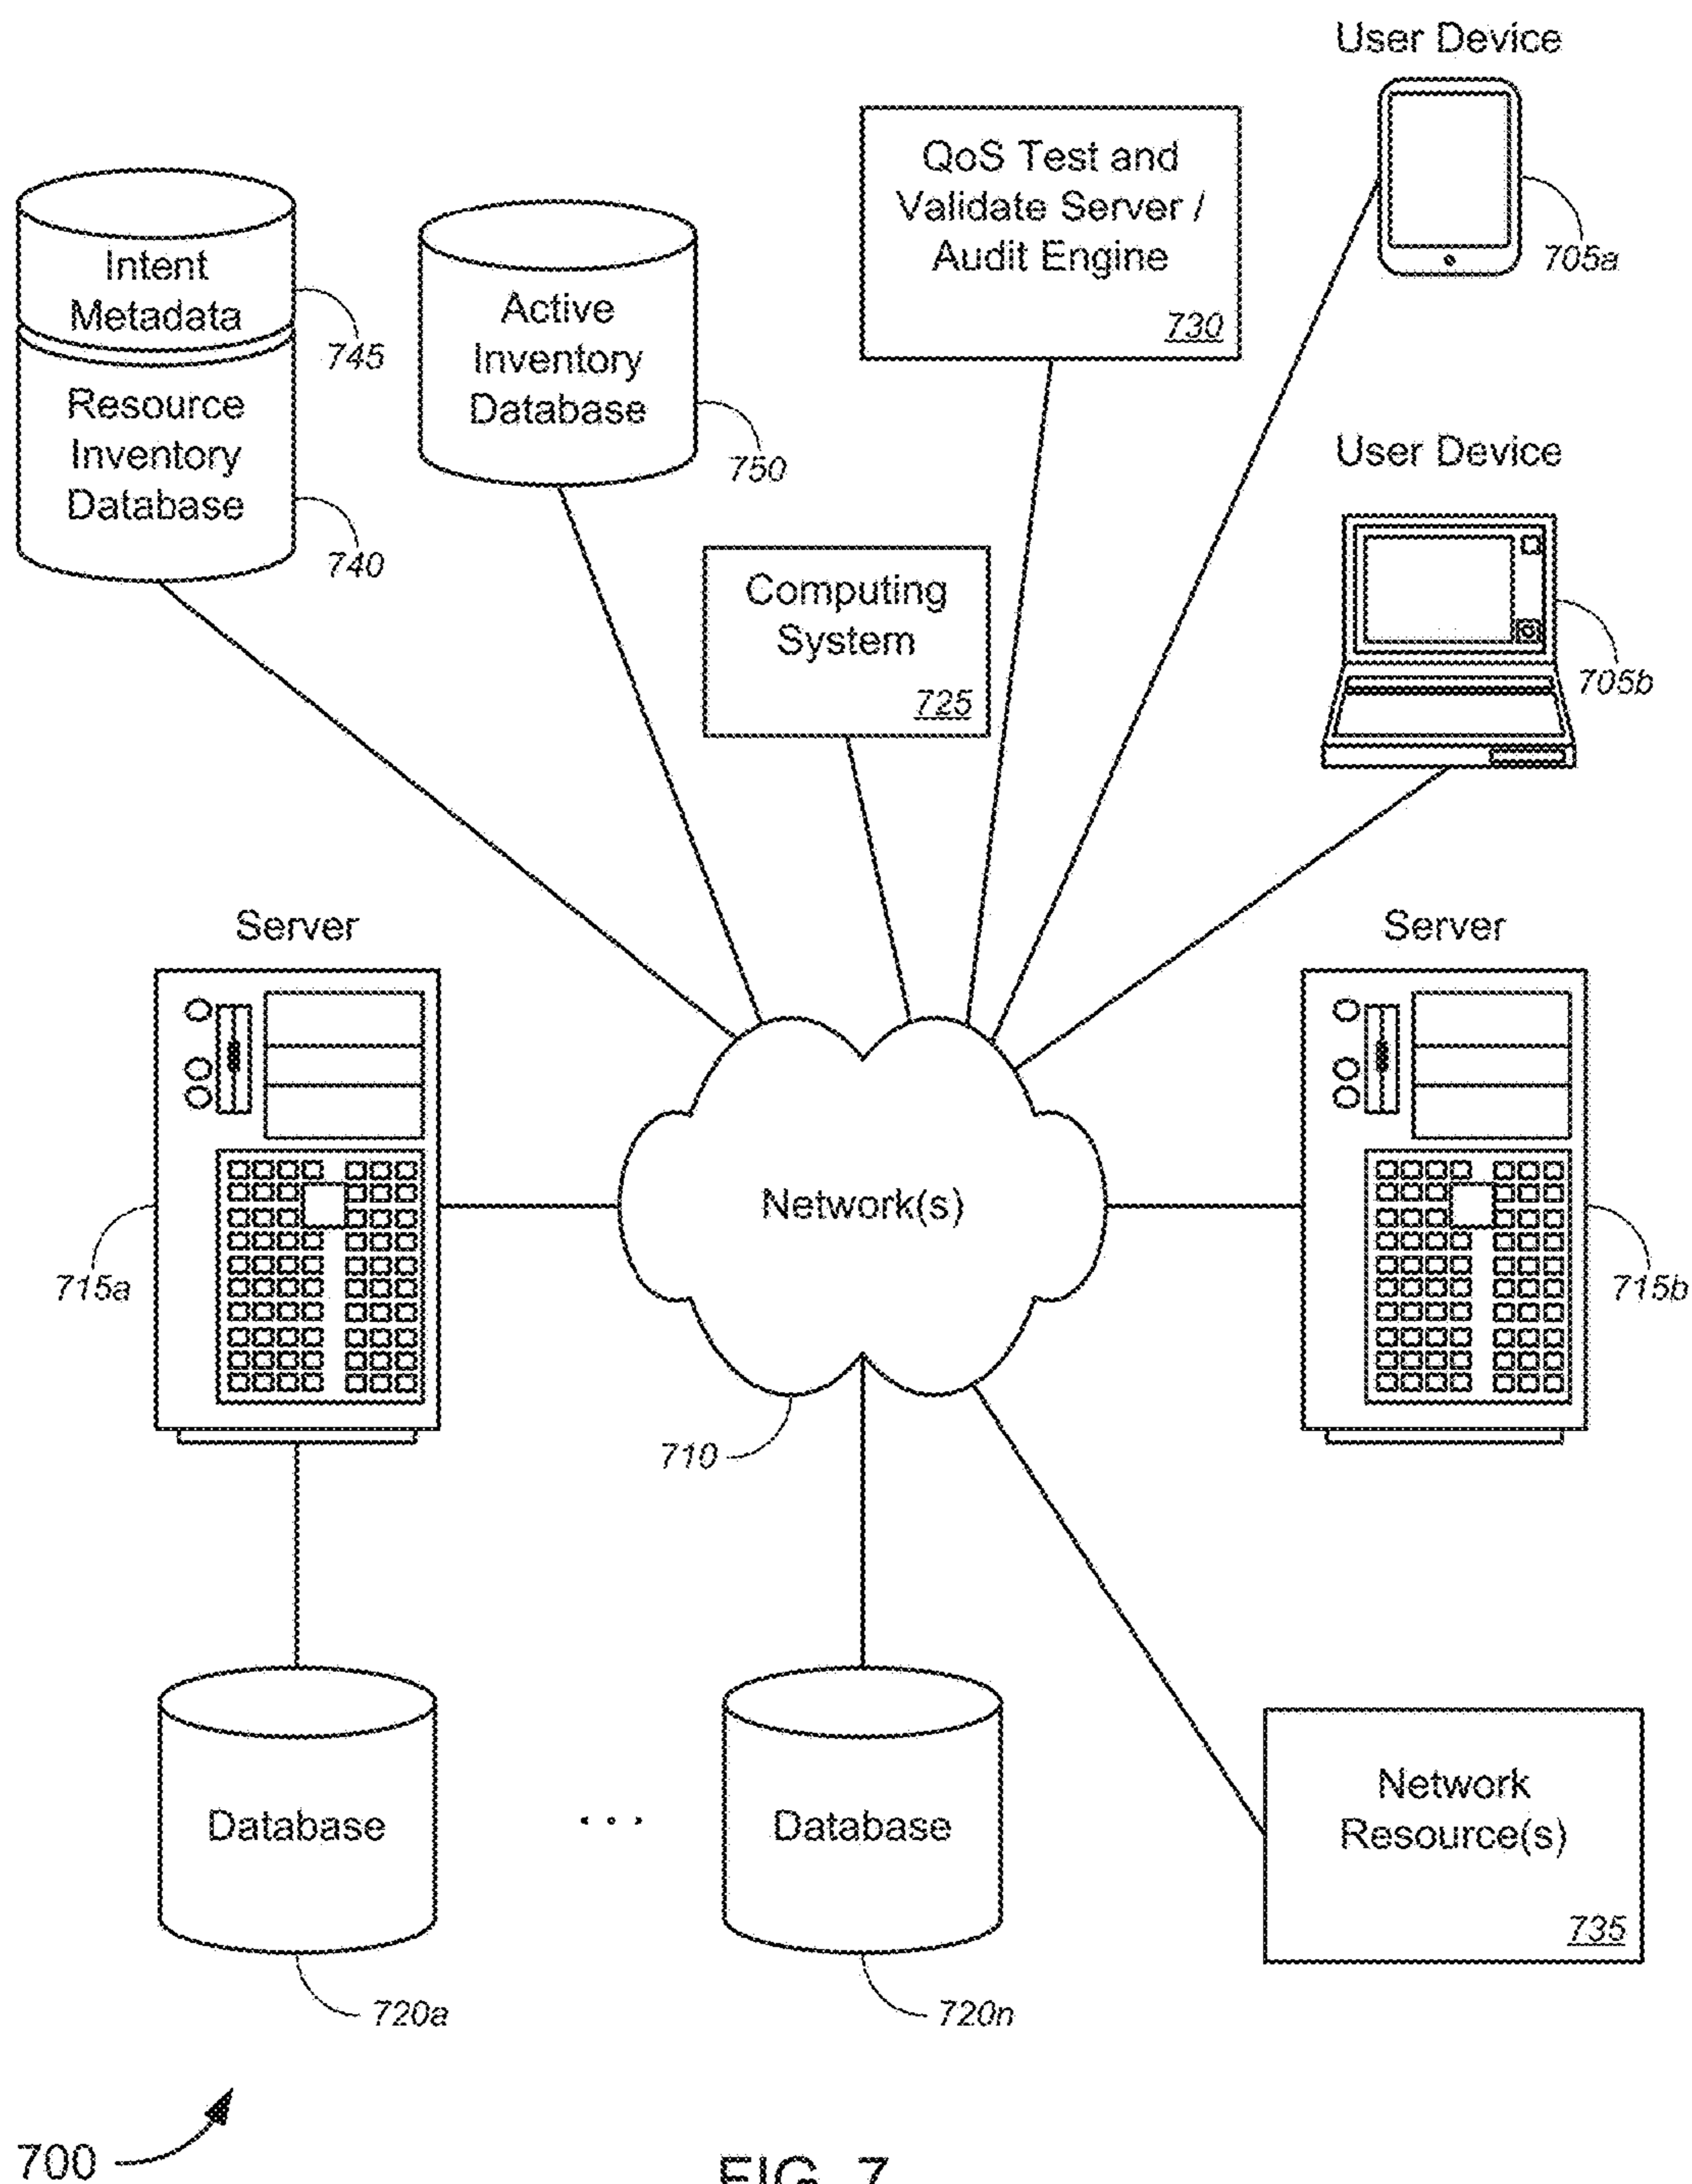 User Device
705a
QoS Test and
Validate Server /
Audit Engine
730
Intent
Metadata
745
Resource
Inventory
Database
740
Active
Inventory
Database
750
User Device
705b
Computing
System
725
Server
715a
Network(s)
710
Server
715b
Database
720a
. . .
Database
720n
Network
Resource(s)
735
700
FIG. 7